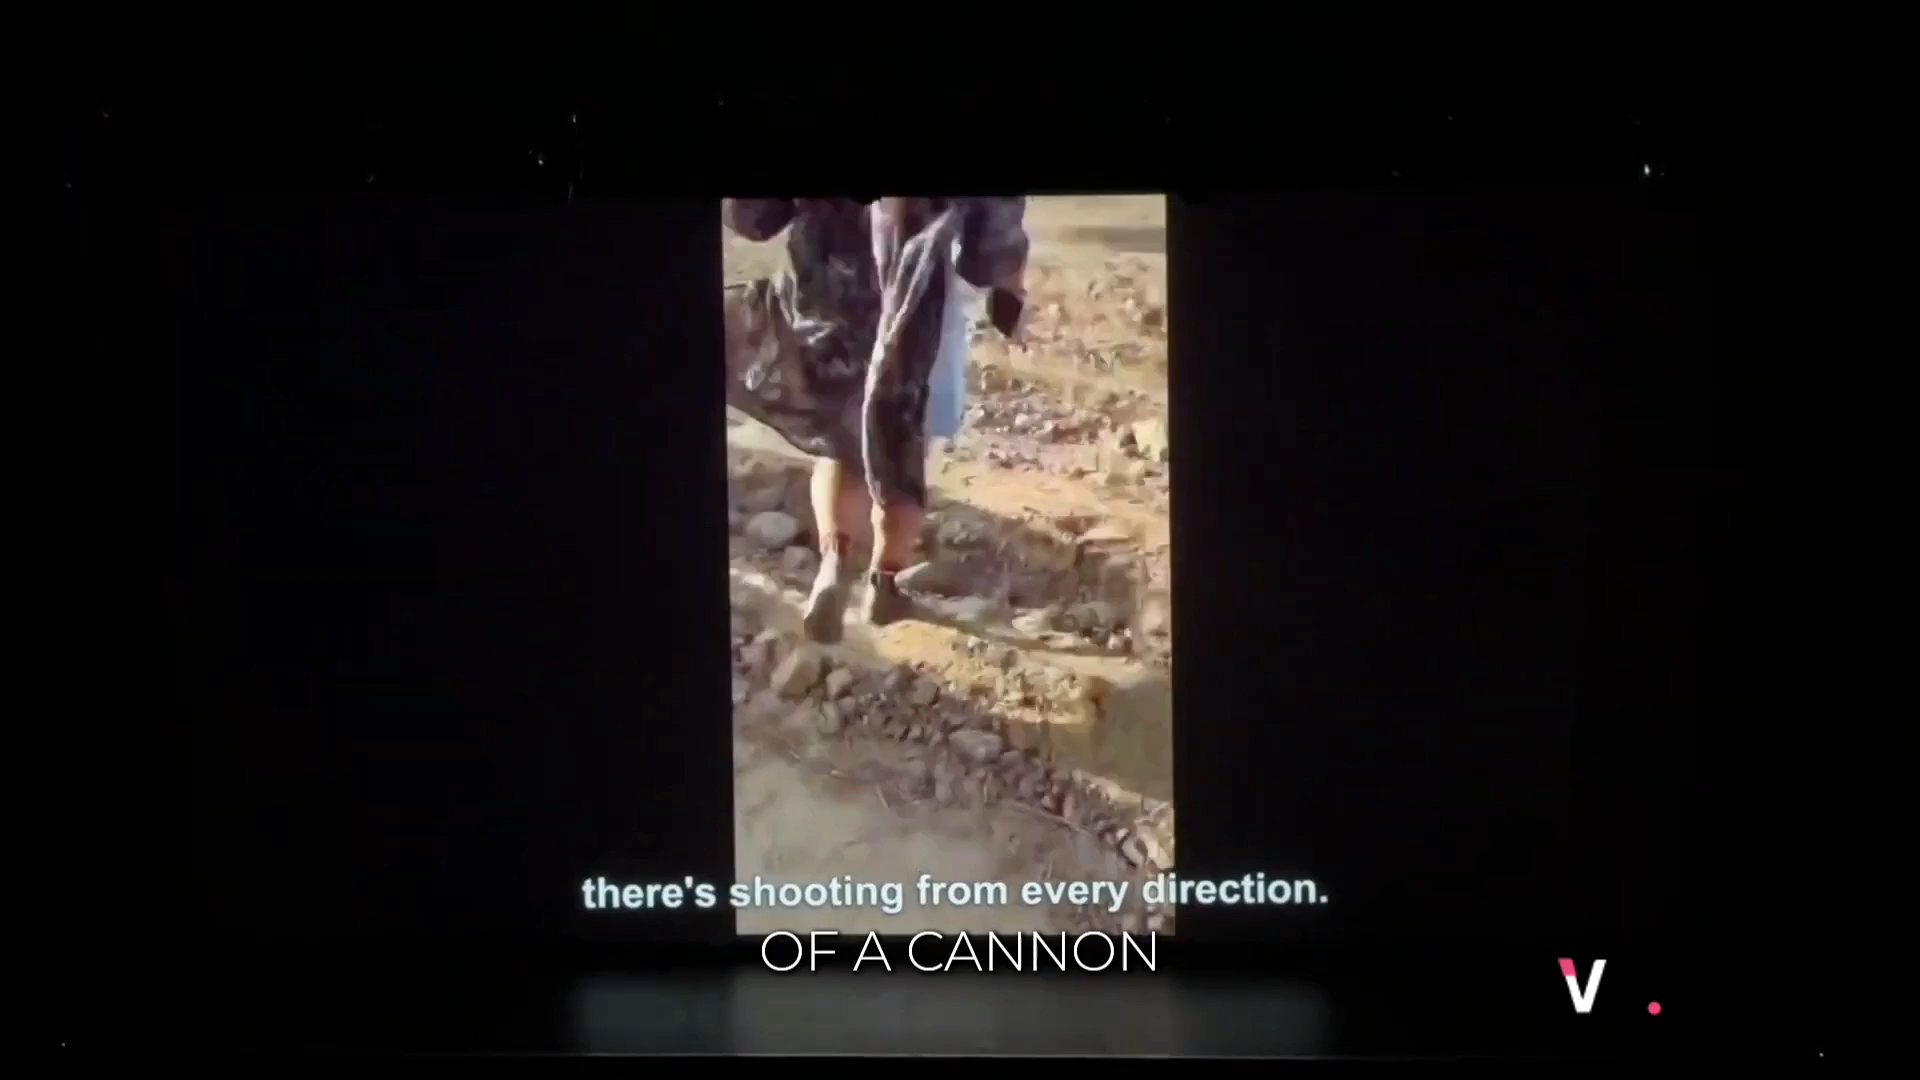 there's shooting from every direction.
OF A CANNON
V.